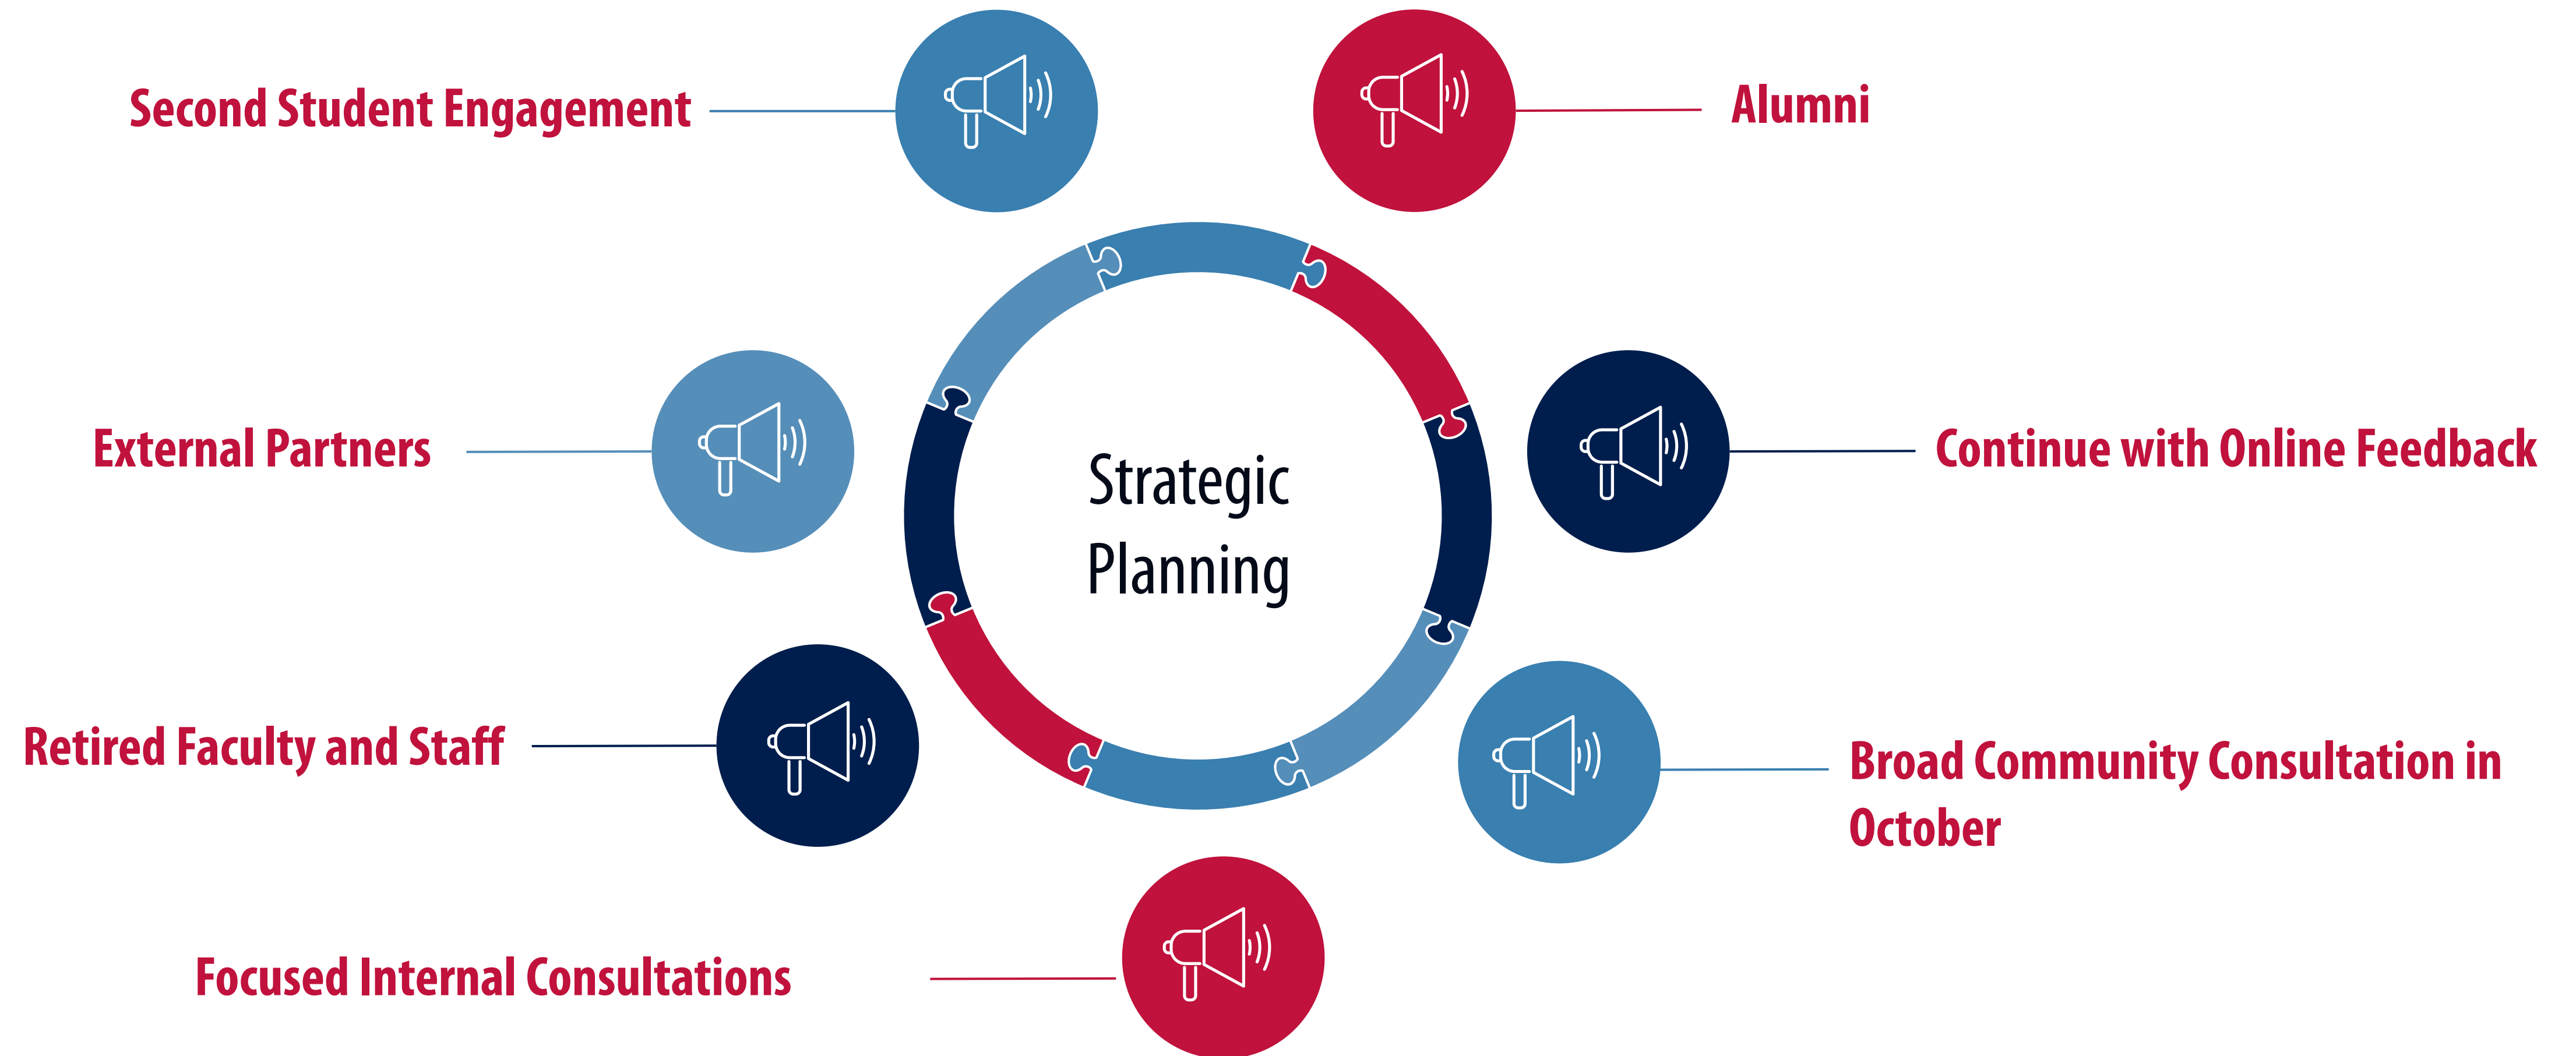 Second Student Engagement
Alumni
External Partners
Continue with Online Feedback
Strategic
Planning
Retired Faculty and Staff
Broad Community Consultation in
October
Focused Internal Consultations